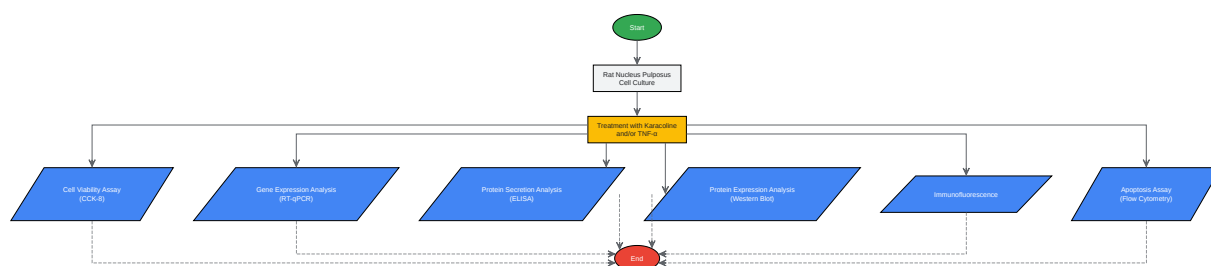 Start
Rat Nucleus Pulposus
Cell Culture
Treatment with Karacoline
and/or TNF-α
Cell Viability Assay
(CCK-8)
Gene Expression Analysis
(RT-qPCR)
Protein Secretion Analysis
(ELISA)
Protein Expression Analysis
(Western Blot)
Immunofluorescence
Apoptosis Assay
(Flow Cytometry)
End